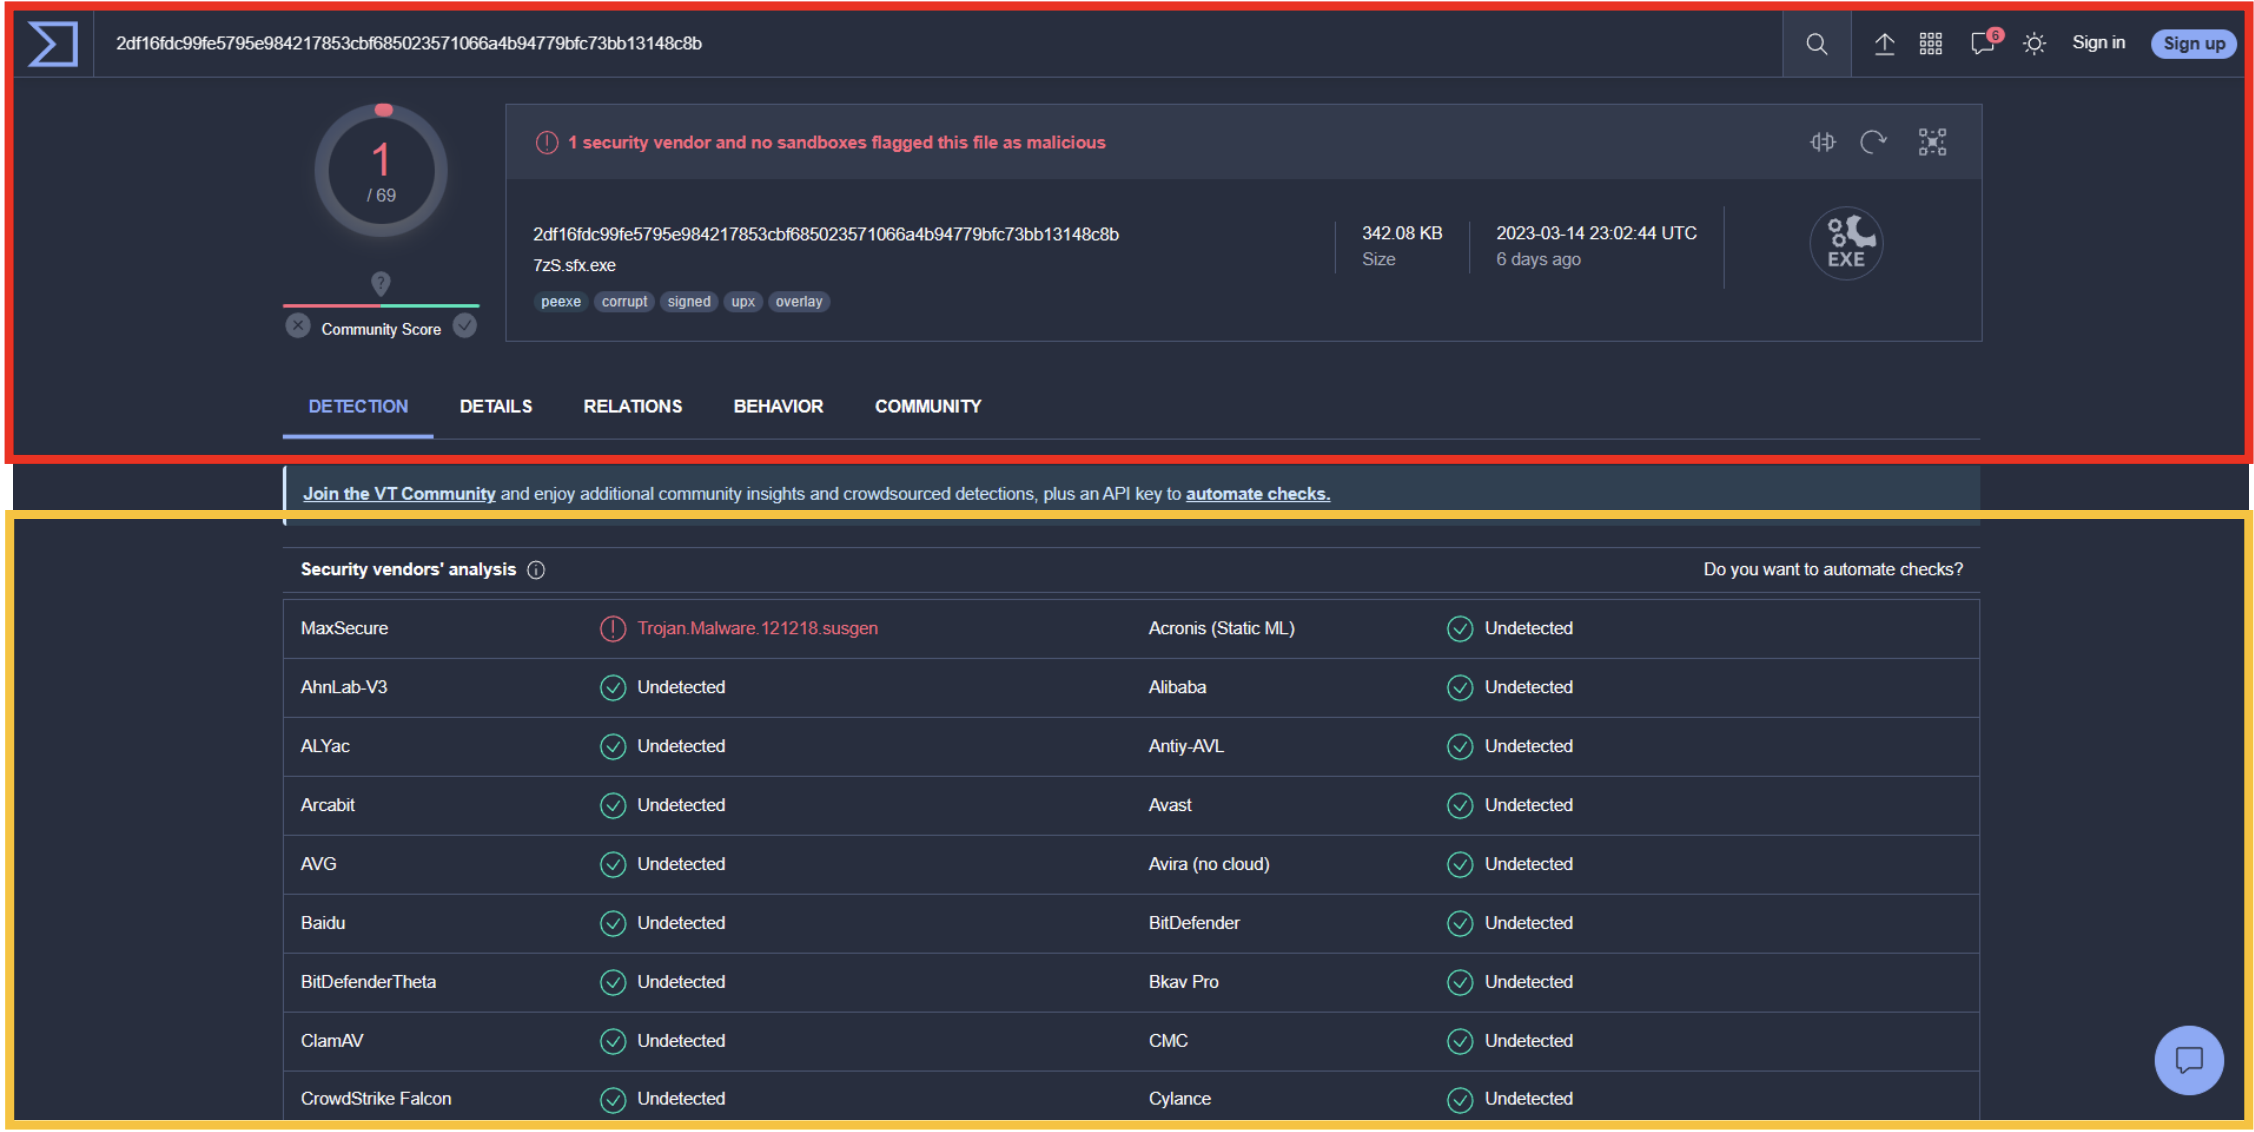 2df16fdc99fe5795e984217853cbf685023571066a4b94779bfc73bb13148c8b
6
Sign in
Sign up
1
/ 69
1 security vendor and no sandboxes flagged this file as malicious
2df16fdc99fe5795e984217853cbf685023571066a4b94779bfc73bb13148c8b
7zS.sfx.exe
peexe corrupt signed upx overlay
342.08 KB
Size
2023-03-14 23:02:44 UTC
6 days ago
EXE
?
Community Score
DETECTION DETAILS RELATIONS BEHAVIOR COMMUNITY
Join the VT Community and enjoy additional community insights and crowdsourced detections, plus an API key to automate checks.
Security vendors' analysis Do you want to automate checks?
MaxSecure Trojan.Malware.121218.susgen Acronis (Static ML) Undetected
AhnLab-V3 Undetected Alibaba Undetected
ALYac Undetected Antiy-AVL Undetected
Arcabit Undetected Avast Undetected
AVG Undetected Avira (no cloud) Undetected
Baidu Undetected BitDefender Undetected
BitDefenderTheta Undetected Bkav Pro Undetected
ClamAV Undetected CMC Undetected
CrowdStrike Falcon Undetected Cylance Undetected